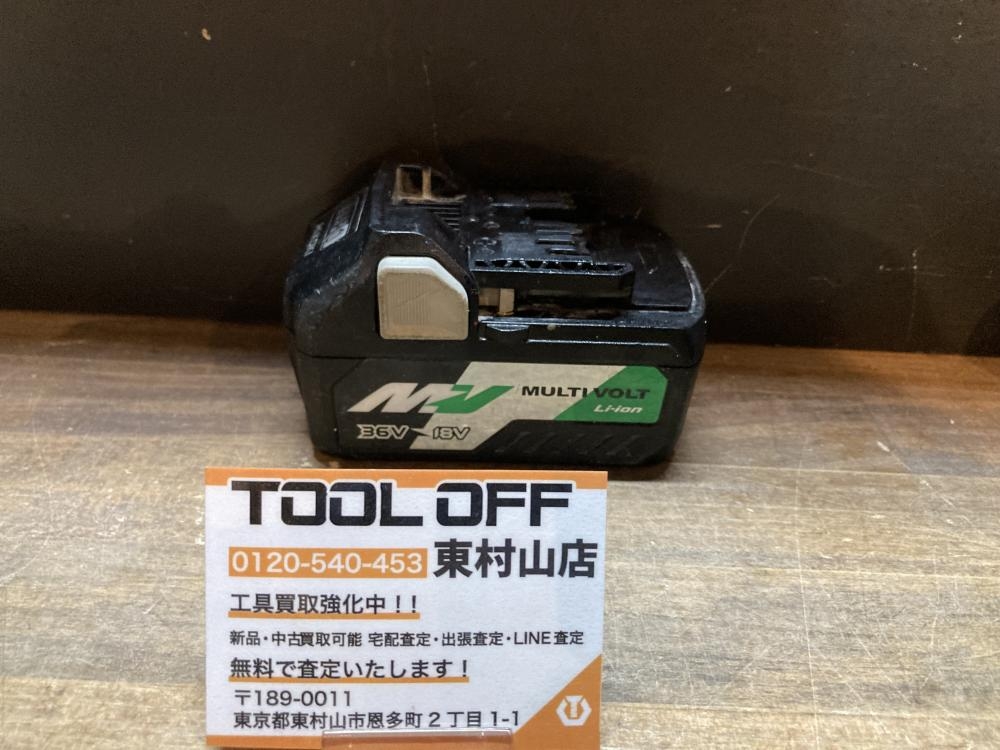 MV MULTI VOLT
Li-ion
36V 18V
TOOL OFF
0120-540-453 東村山店
工具買取強化中!!
新品・中古買取可能 宅配査定・出張査定・LINE査定
無料で査定いたします!
〒189-0011
東京都東村山市恩多町2丁目1-1